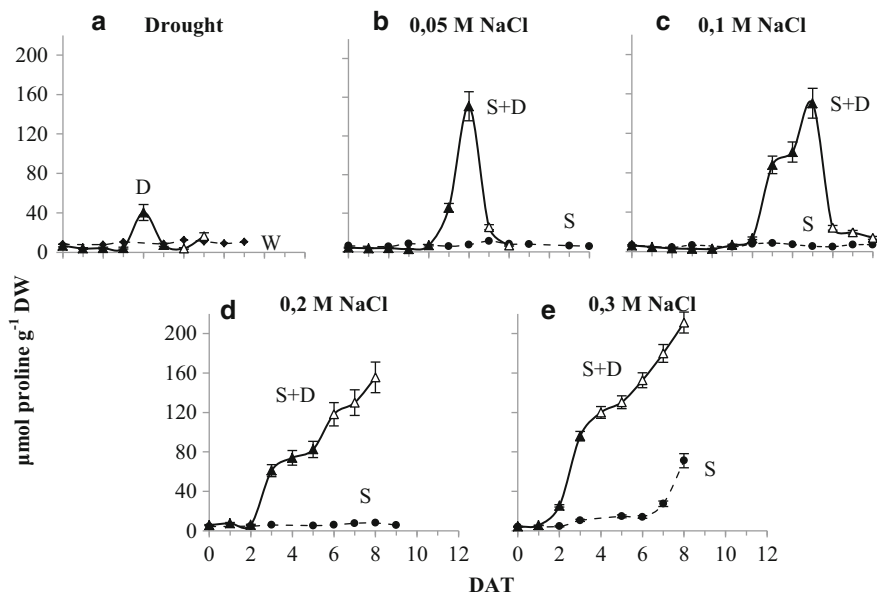 a Drought
b 0,05 M NaCl
c 0,1 M NaCl
200
160
120
80
40
0
D
W
S+D
S
S+D
S
µmol proline g-1 DW
d 0,2 M NaCl
e 0,3 M NaCl
200
160
120
80
40
0
S+D
S
S+D
S
0 2 4 6 8 10 12
0 2 4 6 8 10 12
DAT